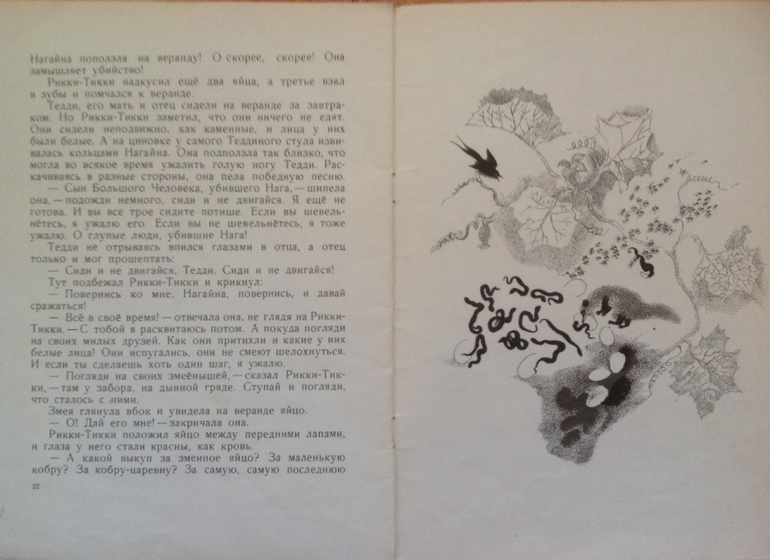 Нагайна поползла на веранду! О скорее, скорее! Она
замышляет убийство!
Рикки-Тикки надкусил ещё два яйца, а третье взял
в зубы и помчался к веранде.
Тедди, его мать и отец сидели на веранде за завтра-
ком. Но Рикки-Тикки заметил, что они ничего не едят.
Они сидели неподвижно, как каменные, и лица у них
были белые. А на циновке у самого Теддиного стула изви-
валась кольцами Нагайна. Она подползла так близко, что
могла во всякое время ужалить голую ногу Тедди. Рас-
качиваясь в разные стороны, она пела победную песню.
— Сын Большого Человека, убившего Нага, — шипела
она, — подожди немного, сиди и не двигайся. Я ещё не
готова. И вы все трое сидите потише. Если вы шевель-
нётесь, я ужалю его. Если вы не шевельнётесь, я тоже
ужалю. О глупые люди, убившие Нага!
Тедди не отрываясь впился глазами в отца, а отец
только и мог прошептать:
— Сиди и не двигайся, Тедди. Сиди и не двигайся!
Тут подбежал Рикки-Тикки и крикнул:
— Повернись ко мне, Нагайна, повернись, и давай
сражаться!
— Всё в своё время! — отвечала она, не глядя на Рикки-
Тикки. — С тобой я расквитаюсь потом. А покуда погляди
на своих милых друзей. Как они притихли и какие у них
белые лица! Они испугались, они не смеют шелохнуться.
И если ты сделаешь хоть один шаг, я ужалю.
— Погляди на своих змеёнышей, — сказал Рикки-Тик-
ки, — там у забора, на дынной гряде. Ступай и погляди,
что сталось с ними.
Змея глянула вбок и увидела на веранде яйцо.
— О! Дай его мне! — закричала она.
Рикки-Тикки положил яйцо между передними лапами,
и глаза у него стали красны, как кровь.
— А какой выкуп за змеиное яйцо? За маленькую
кобру? За кобру-царевну? За самую, самую последнюю
22